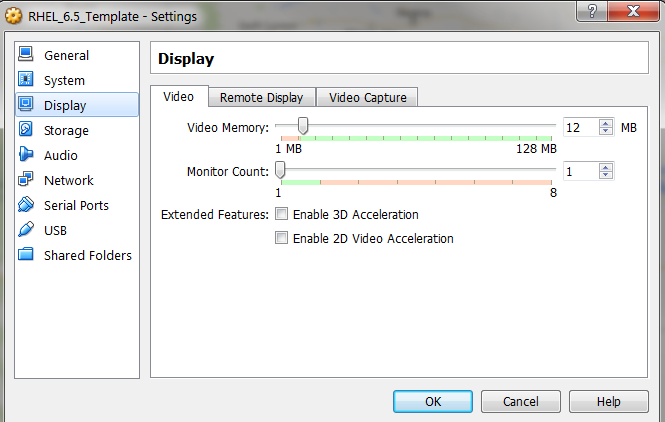 RHEL_6.5_Template - Settings
General
System
Display
Storage
Audio
Network
Serial Ports
USB
Shared Folders
Display
Video Remote Display Video Capture
Video Memory: 12 MB
1 MB 128 MB
Monitor Count: 1
1 8
Extended Features: Enable 3D Acceleration
Enable 2D Video Acceleration
OK Cancel Help